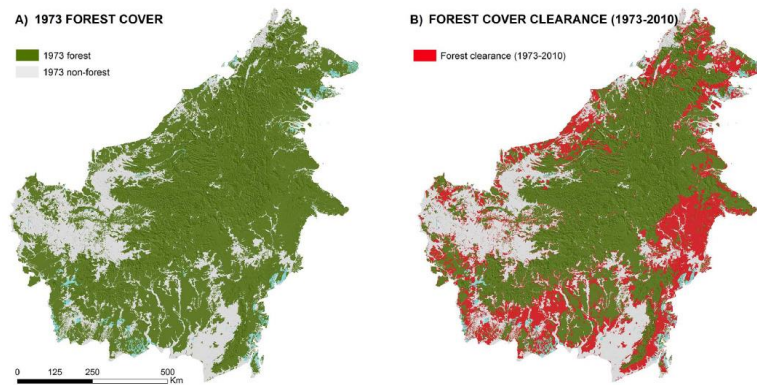 A) 1973 FOREST COVER
1973 forest
1973 non-forest
0 250 500
Km
B) FOREST COVER CLEARANCE (1973-2010)
Forest clearance (1973-2010)